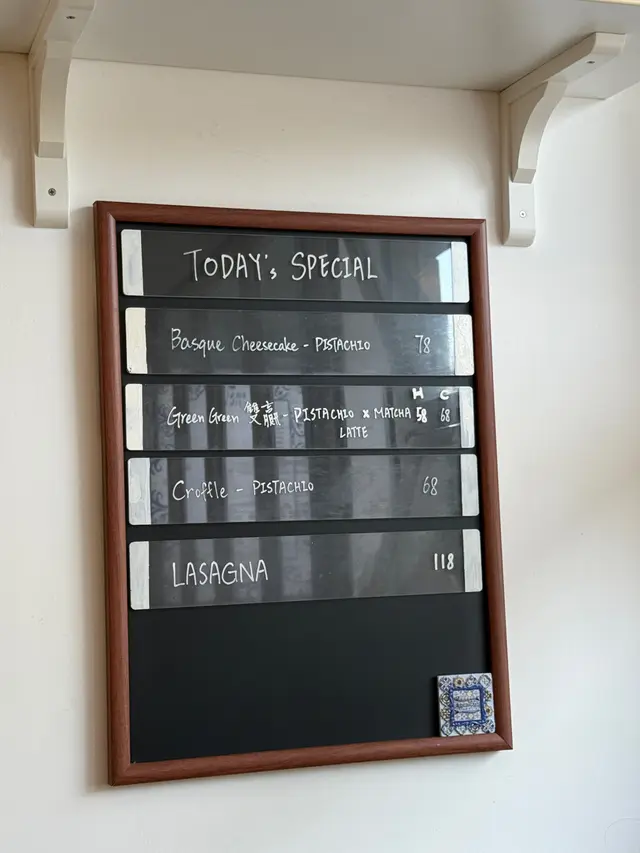 TODAY's SPECIAL
Basque Cheesecake - PISTACHIO 78
H C
Green Green 雙贏 - PISTACHIO x MATCHA 58 68
LATTE
Croffle - PISTACHIO 68
LASAGNA 118